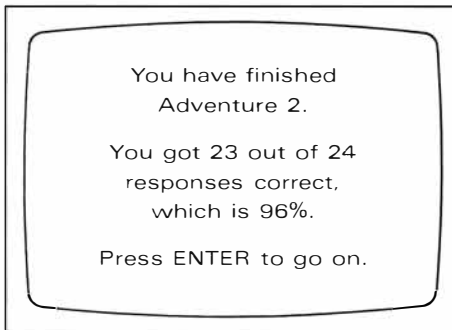 You have finished
Adventure 2.
You got 23 out of 24
responses correct,
which is 96%.
Press ENTER to go on.